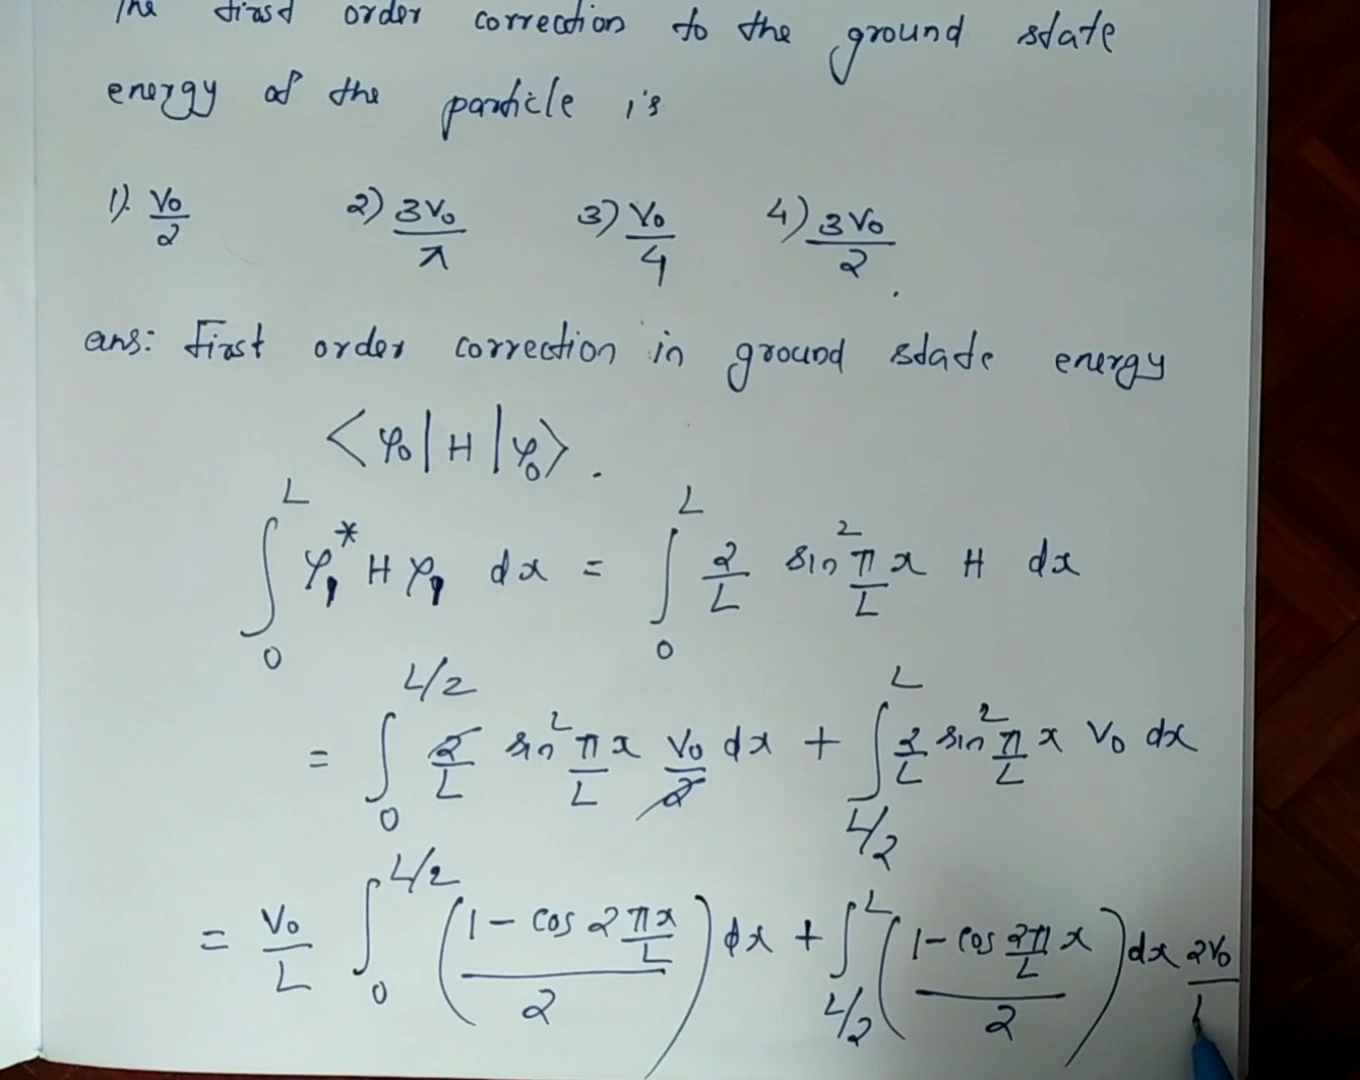 The first order correction to the ground state
energy of the particle is
1). V₀/2 2) 3V₀/π 3) V₀/4 4) 3V₀/2.
ans: First order correction in ground state energy
<φ₀|H|φ₀>.
∫₀ᴸ φ₁* H φ₁ dx = ∫₀ᴸ 2/L sin² π/L x H dx
= ∫₀^(L/2) 2/L sin² π/L x V₀/2 dx + ∫_(L/2)^L 2/L sin² π/L x V₀ dx
= V₀/L ∫₀^(L/2) ((1 - cos 2πx/L)/2) dx + ∫_(L/2)^L ((1 - cos 2π/L x)/2) dx 2V₀/L